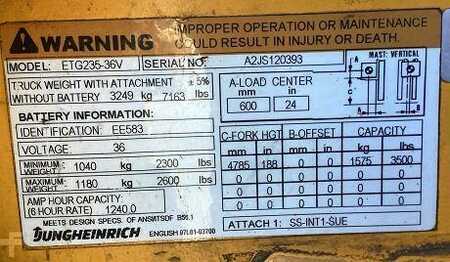 WARNING
IMPROPER OPERATION OR MAINTENANCE
COULD RESULT IN INJURY OR DEATH.
MODEL: ETG235-36V SERIAL NO. A2JS120393
MAST: VERTICAL
TRUCK WEIGHT WITH ATTACHMENT ± 5%
WITHOUT BATTERY 3249 kg 7163 lbs
A-LOAD CENTER
mm in
600 24
BATTERY INFORMATION:
IDENTIFICATION: EE583
VOLTAGE: 36
MINIMUM WEIGHT: 1040 kg 2300 lbs
MAXIMUM WEIGHT: 1180 kg 2600 lbs
AMP HOUR CAPACITY:
(6 HOUR RATE) 1240 0
C-FORK HGT B-OFFSET CAPACITY
mm in mm in kg lbs
4785 188 0 0 1575 3500
0 0 0 0 0 0
0 0 0 0 0 0
0 0 0 0 0 0
ATTACH 1: SS-INT1-SUE
MEETS DESIGN SPECS. OF ANSI/ITSDF B56.1
JUNGHEINRICH